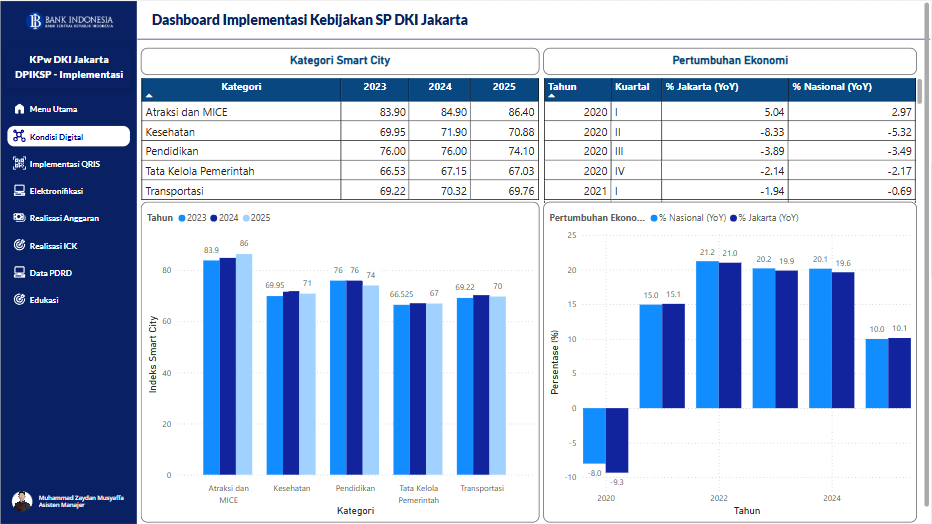 BANK INDONESIA
BANK SENTRAL REPUBLIK INDONESIA
KPw DKI Jakarta
DPIKSP - Implementasi
Menu Utama
Kondisi Digital
Implementasi QRIS
Elektronifikasi
Realisasi Anggaran
Realisasi ICK
Data PDRD
Edukasi
Muhammad Zaydan Musyaffa
Asisten Manajer
Dashboard Implementasi Kebijakan SP DKI Jakarta
Kategori Smart City
Kategori 2023 2024 2025
Atraksi dan MICE 83.90 84.90 86.40
Kesehatan 69.95 71.90 70.88
Pendidikan 76.00 76.00 74.10
Tata Kelola Pemerintah 66.53 67.15 67.03
Transportasi 69.22 70.32 69.76
Tahun 2023 2024 2025
Indeks Smart City
80
60
40
20
0
83.9 86
69.95 71
76 76 74
66.525 67
69.22 70
Atraksi dan MICE
Kesehatan
Pendidikan
Tata Kelola Pemerintah
Transportasi
Kategori
Pertumbuhan Ekonomi
Tahun Kuartal % Jakarta (YoY) % Nasional (YoY)
2020 I 5.04 2.97
2020 II -8.33 -5.32
2020 III -3.89 -3.49
2020 IV -2.14 -2.17
2021 I -1.94 -0.69
Pertumbuhan Ekono... % Nasional (YoY) % Jakarta (YoY)
Persentase (%)
25
20
15
10
5
0
-5
-10
-8.0 -9.3
15.0 15.1
21.2 21.0
20.2 19.9
20.1 19.6
10.0 10.1
2020 2022 2024
Tahun